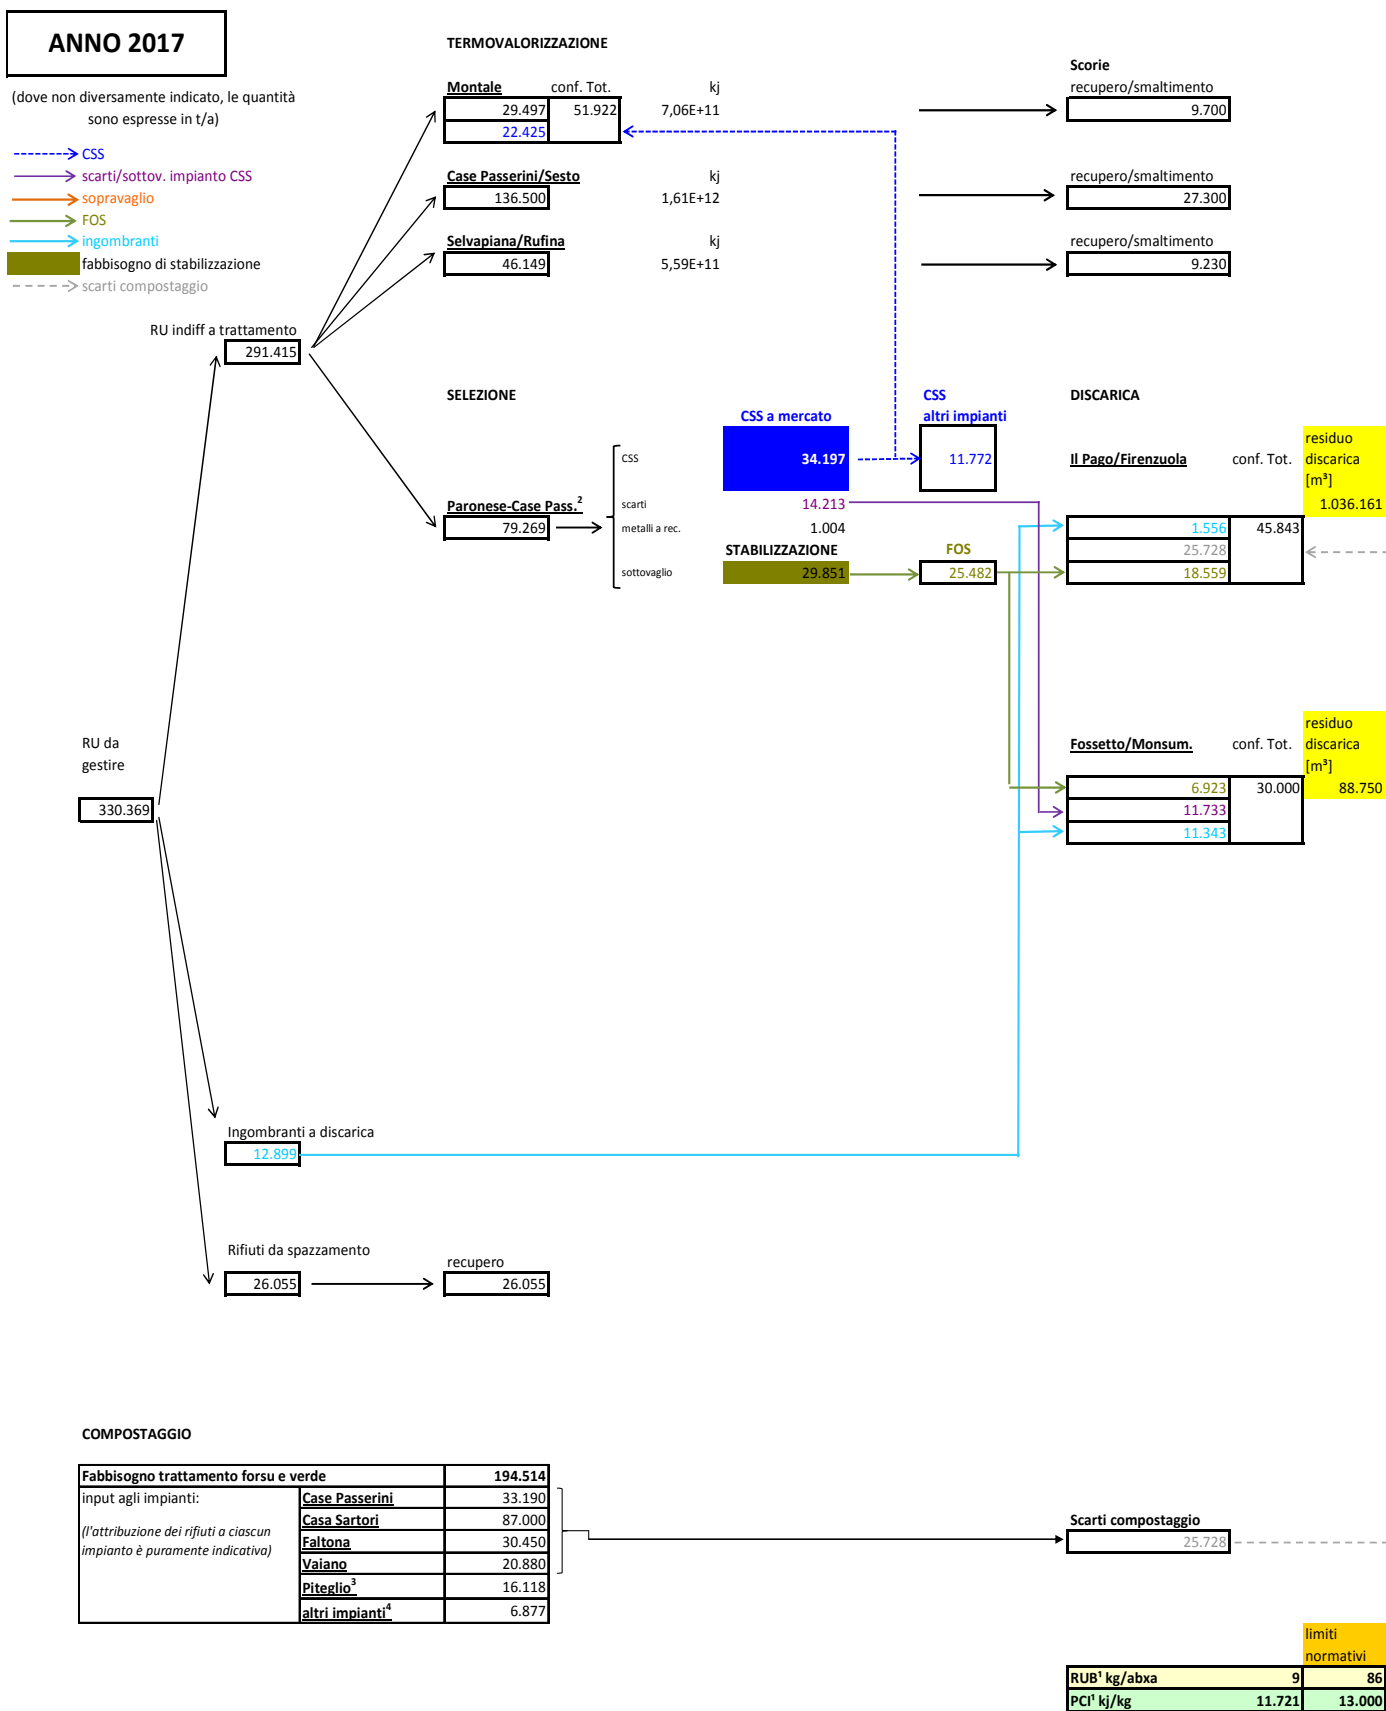 ANNO 2017
(dove non diversamente indicato, le quantità
sono espresse in t/a)
CSS
scarti/sottov. impianto CSS
sopravaglio
FOS
ingombranti
fabbisogno di stabilizzazione
scarti compostaggio
TERMOVALORIZZAZIONE
Scorie
Montale conf. Tot. kj recupero/smaltimento
29.497 51.922 7,06E+11 9.700
22.425
Case Passerini/Sesto kj recupero/smaltimento
136.500 1,61E+12 27.300
Selvapiana/Rufina kj recupero/smaltimento
46.149 5,59E+11 9.230
RU indiff a trattamento
291.415
SELEZIONE CSS DISCARICA
CSS a mercato altri impianti
residuo
CSS 34.197 11.772 Il Pago/Firenzuola conf. Tot. discarica
[m³]
Paronese-Case Pass.² scarti 14.213 1.036.161
79.269 metalli a rec. 1.004 1.556 45.843
STABILIZZAZIONE FOS 25.728
sottovaglio 29.851 25.482 18.559
residuo
RU da Fossetto/Monsum. conf. Tot. discarica
gestire [m³]
6.923 30.000 88.750
330.369 11.733
11.343
Ingombranti a discarica
12.899
Rifiuti da spazzamento
recupero
26.055 26.055
COMPOSTAGGIO
Fabbisogno trattamento forsu e verde 194.514
input agli impianti: Case Passerini 33.190
Casa Sartori 87.000 Scarti compostaggio
(l'attribuzione dei rifiuti a ciascun Faltona 30.450 25.728
impianto è puramente indicativa) Vaiano 20.880
Piteglio³ 16.118
altri impianti⁴ 6.877
limiti
normativi
RUB¹ kg/abxa 9 86
PCI¹ kj/kg 11.721 13.000